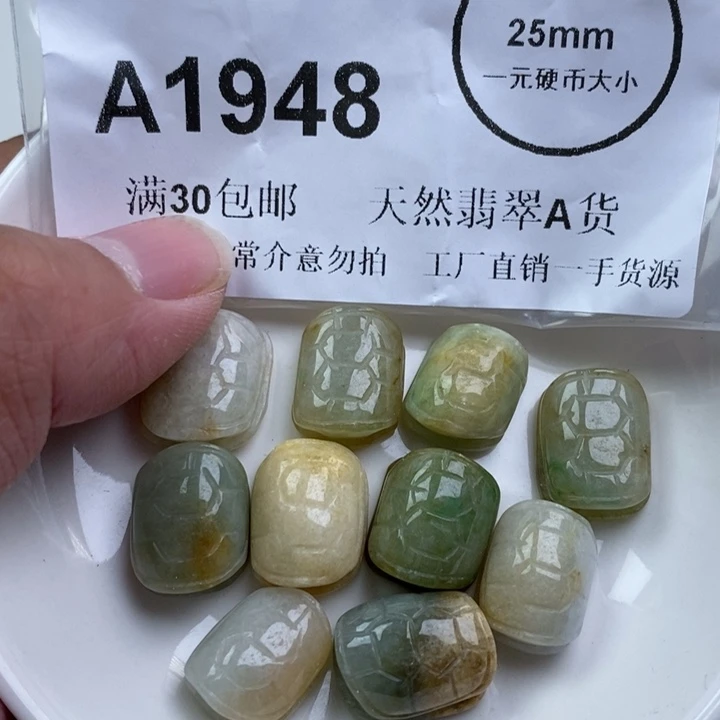 25mm
一元硬币大小
A1948
满30包邮 天然翡翠A货
常介意勿拍 工厂直销一手货源